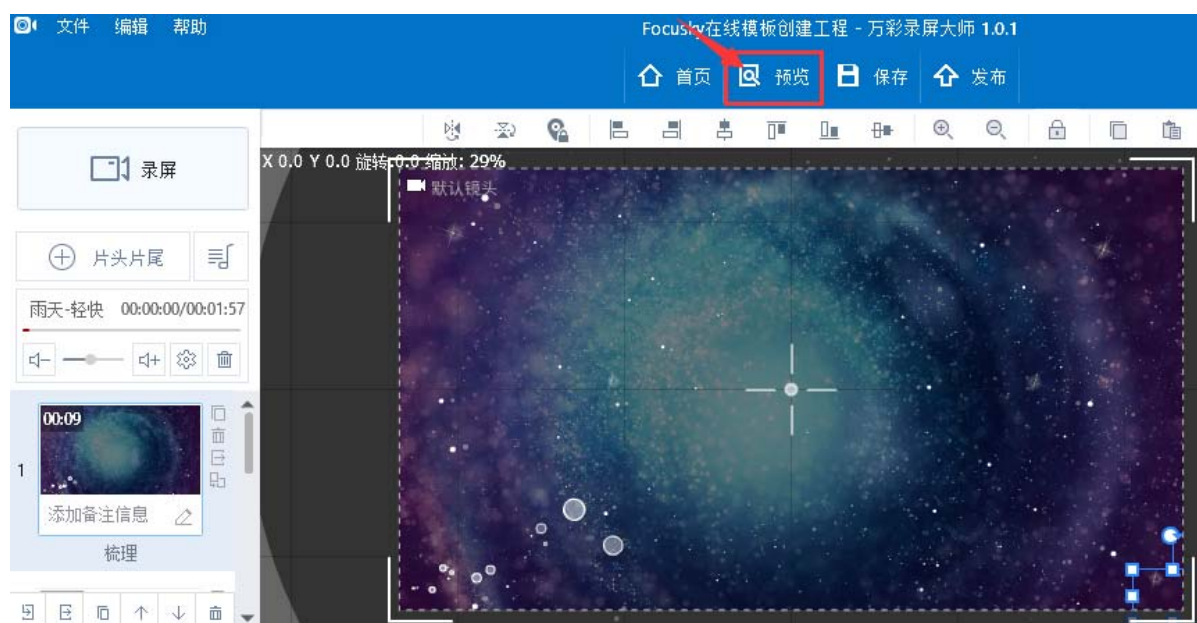 文件 编辑 帮助
Focusky在线模板创建工程 - 万彩录屏大师 1.0.1
首页 预览 保存 发布
录屏
X 0.0 Y 0.0 旋转:0.0 缩放: 29%
默认镜头
片头片尾
雨天-轻快 00:00:00/00:01:57
00:09
1
添加备注信息
梳理